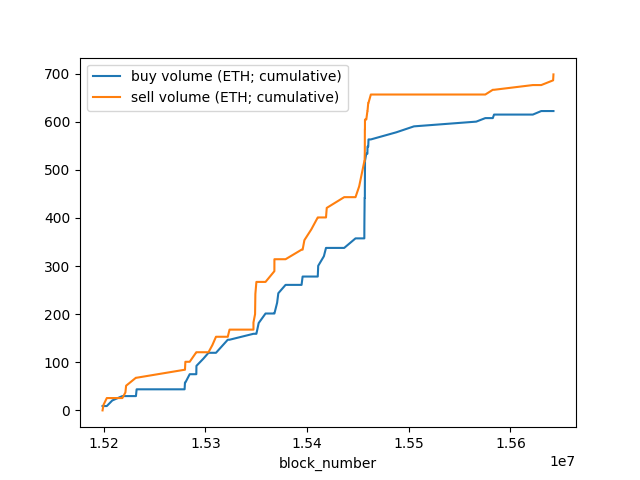 buy volume (ETH; cumulative)
sell volume (ETH; cumulative)
700
600
500
400
300
200
100
0
1.52 1.53 1.54 1.55 1.56
1e7
block_number